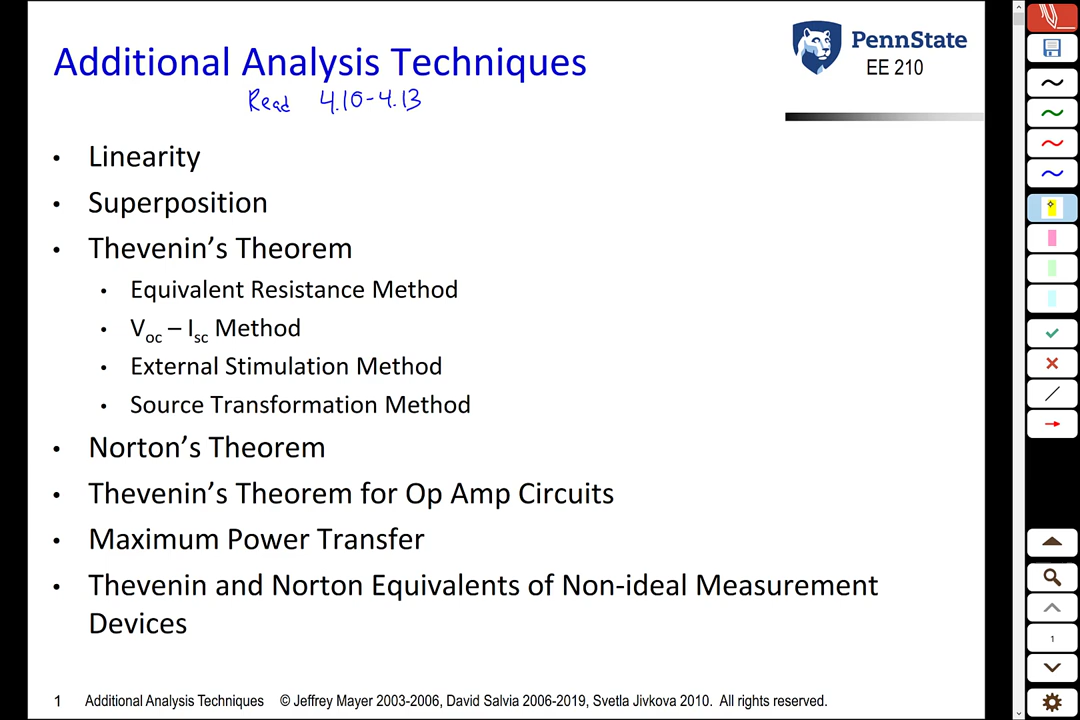 Additional Analysis Techniques
PennState
EE 210
Read 4.10-4.13
• Linearity
• Superposition
• Thevenin’s Theorem
• Equivalent Resistance Method
• Voc – Isc Method
• External Stimulation Method
• Source Transformation Method
• Norton’s Theorem
• Thevenin’s Theorem for Op Amp Circuits
• Maximum Power Transfer
• Thevenin and Norton Equivalents of Non-ideal Measurement
Devices
1 Additional Analysis Techniques © Jeffrey Mayer 2003-2006, David Salvia 2006-2019, Svetla Jivkova 2010. All rights reserved.
1